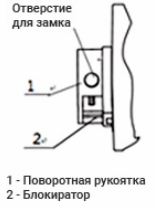 Отверстие
для замка
1
2
1 - Поворотная рукоятка
2 - Блокиратор